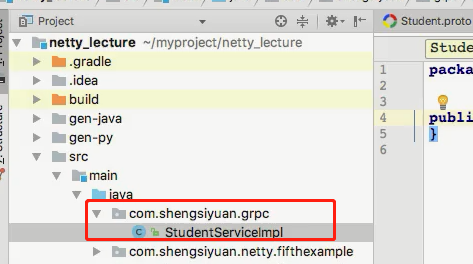 Project
Student.proto
netty_lecture ~/myproject/netty_lecture
Stude
.gradle
1 packa
.idea
2
build
3
gen-java
4 publi
gen-py
5 }
src
6
main
java
com.shengsiyuan.grpc
StudentServiceImpl
com.shengsiyuan.netty.fifthexample